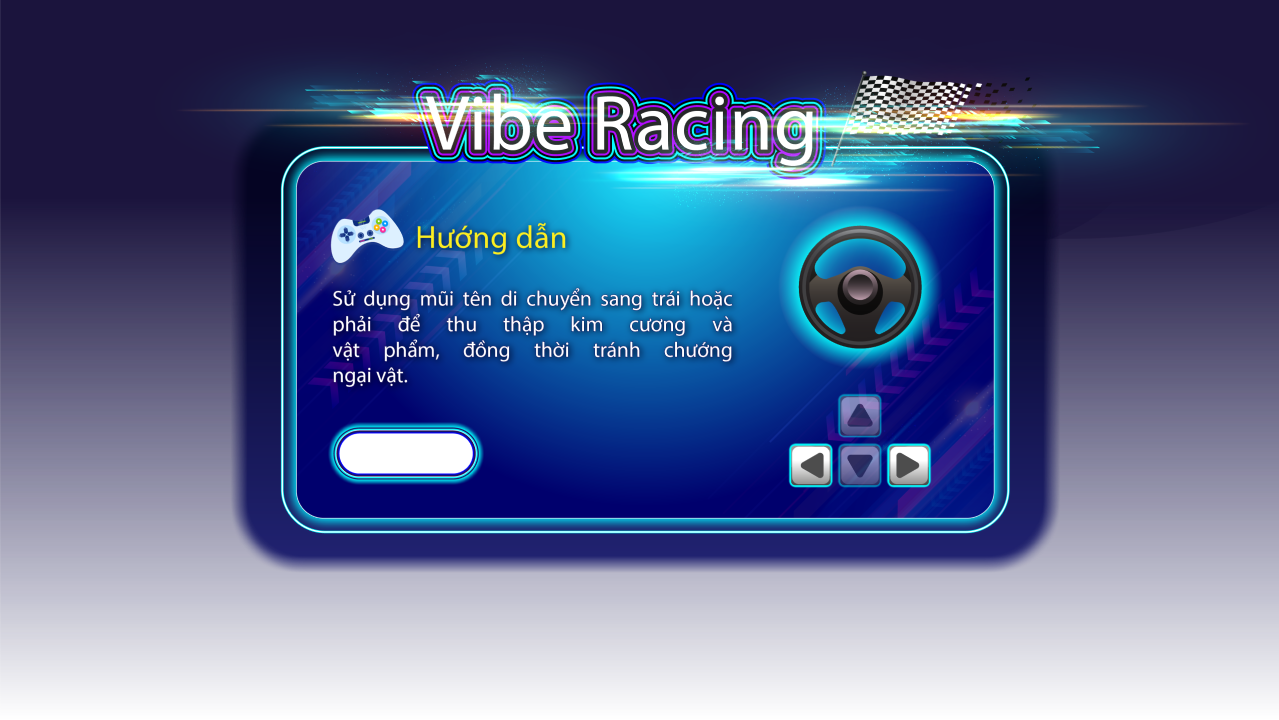 Vibe Racing
Hướng dẫn
Sử dụng mũi tên di chuyển sang trái hoặc
phải để thu thập kim cương và
vật phẩm, đồng thời tránh chướng
ngại vật.